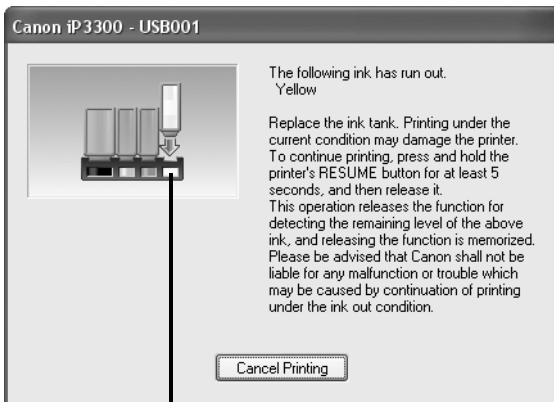 Canon iP3300 - USB001
The following ink has run out.
Yellow
Replace the ink tank. Printing under the
current condition may damage the printer.
To continue printing, press and hold the
printer's RESUME button for at least 5
seconds, and then release it.
This operation releases the function for
detecting the remaining level of the above
ink, and releasing the function is memorized.
Please be advised that Canon shall not be
liable for any malfunction or trouble which
may be caused by continuation of printing
under the ink out condition.
Cancel Printing